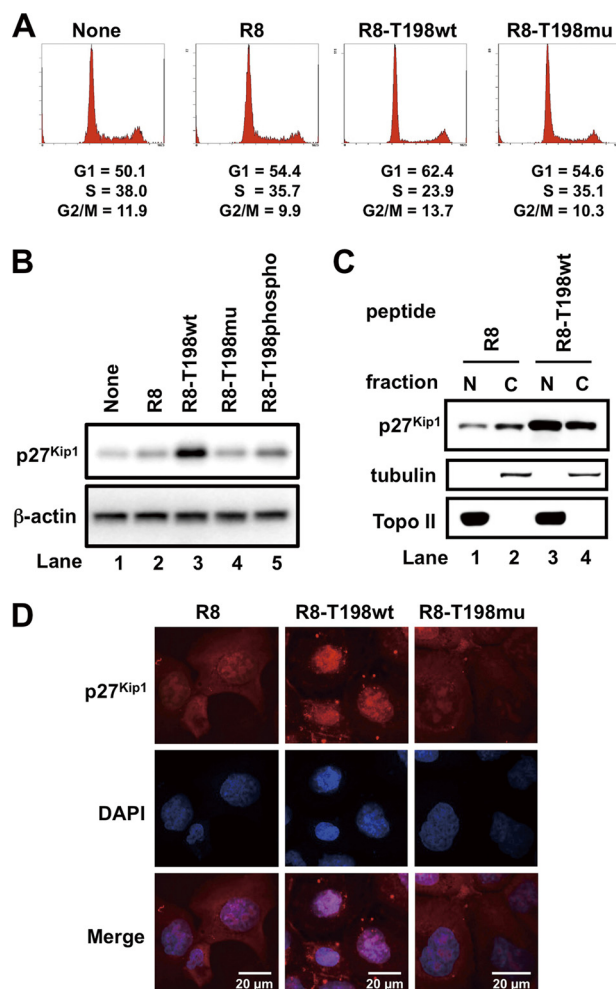 A
None R8 R8-T198wt R8-T198mu
G1 = 50.1 G1 = 54.4 G1 = 62.4 G1 = 54.6
S = 38.0 S = 35.7 S = 23.9 S = 35.1
G2/M = 11.9 G2/M = 9.9 G2/M = 13.7 G2/M = 10.3
B
None R8 R8-T198wt R8-T198mu R8-T198phospho
p27Kip1
β-actin
Lane 1 2 3 4 5
C
peptide R8 R8-T198wt
fraction N C N C
p27Kip1
tubulin
Topo II
Lane 1 2 3 4
D
R8 R8-T198wt R8-T198mu
p27Kip1
DAPI
Merge
20 μm 20 μm 20 μm